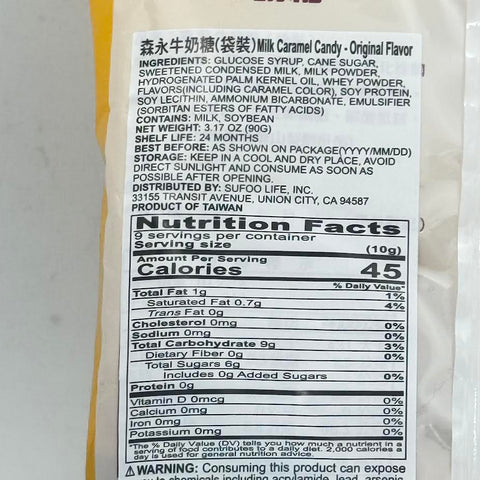 森永牛奶糖(袋裝)Milk Caramel Candy - Original Flavor
INGREDIENTS: GLUCOSE SYRUP, CANE SUGAR,
SWEETENED CONDENSED MILK, MILK POWDER,
HYDROGENATED PALM KERNEL OIL, WHEY POWDER,
FLAVORS(INCLUDING CARAMEL COLOR), SOY PROTEIN,
SOY LECITHIN, AMMONIUM BICARBONATE, EMULSIFIER
(SORBITAN ESTERS OF FATTY ACIDS)
CONTAINS: MILK, SOYBEAN
NET WEIGHT: 3.17 OZ (90G)
SHELF LIFE: 24 MONTHS
BEST BEFORE: AS SHOWN ON PACKAGE(YYYY/MM/DD)
STORAGE: KEEP IN A COOL AND DRY PLACE, AVOID
DIRECT SUNLIGHT AND CONSUME AS SOON AS
POSSIBLE AFTER OPENING.
DISTRIBUTED BY: SUFOO LIFE, INC.
33155 TRANSIT AVENUE, UNION CITY, CA 94587
PRODUCT OF TAIWAN
Nutrition Facts
9 servings per container
Serving size (10g)
Amount Per Serving
Calories 45
% Daily Value*
Total Fat 1g 1%
Saturated Fat 0.7g 4%
Trans Fat 0g
Cholesterol 0mg 0%
Sodium 0mg 0%
Total Carbohydrate 9g 3%
Dietary Fiber 0g 0%
Total Sugars 6g
Includes 0g Added Sugars 0%
Protein 0g
Vitamin D 0mcg 0%
Calcium 0mg 0%
Iron 0mg 0%
Potassium 0mg 0%
*The % Daily Value (DV) tells you how much a nutrient in a
serving of food contributes to a daily diet. 2,000 calories a
day is used for general nutrition advice.
⚠WARNING: Consuming this product can expose
you to chemicals including acrylamide, lead, arsenic